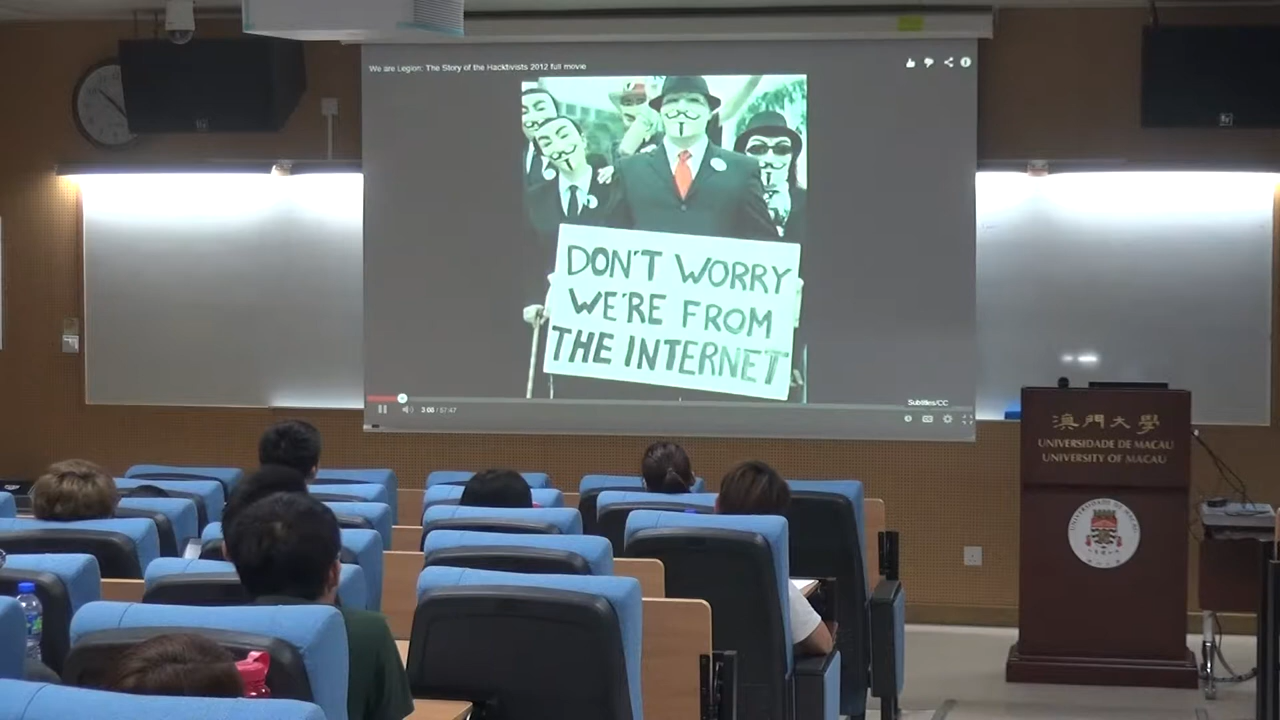 We are Legion: The Story of the Hacktivists 2012 full movie
DON'T WORRY
WE'RE FROM
THE INTERNET
Subtitles/CC
3:06 / 57:47
澳門大學
UNIVERSIDADE DE MACAU
UNIVERSITY OF MACAU